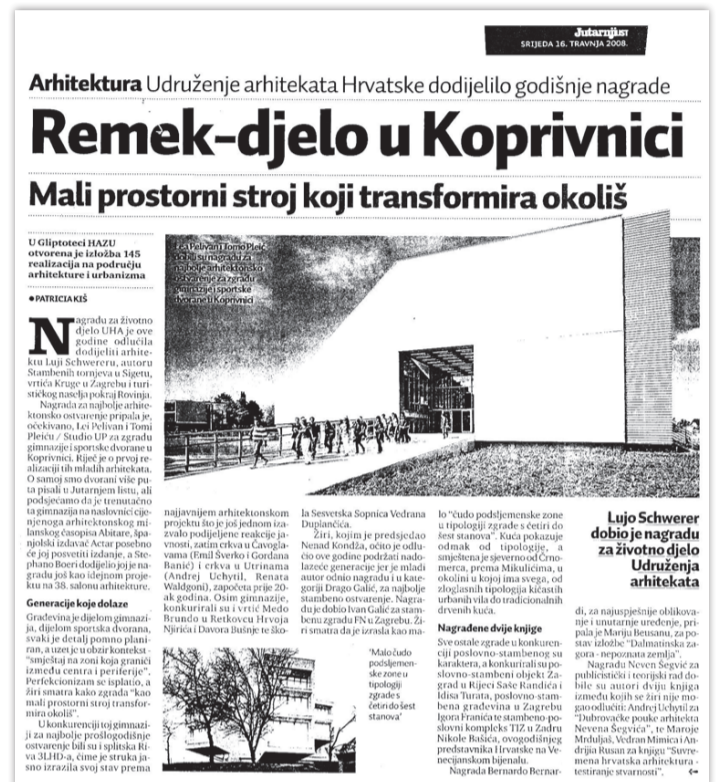 Jutarnji LIST
SRIJEDA 16. TRAVNJA 2008.
Arhitektura Udruženje arhitekata Hrvatske dodijelilo godišnje nagrade
Remek-djelo u Koprivnici
Mali prostorni stroj koji transformira okoliš
U Gliptoteci HAZU
otvorena je izložba 145
realizacija na području
arhitekture i urbanizma
● PATRICIA KIŠ
Lea Pelivan i Tomo Plejić
dobili su nagradu za
najbolje arhitektonsko
ostvarenje za zgradu
gimnazije i sportske
dvorane u Koprivnici
Nagradu za životno
djelo UHA je ove
godine odlučila
dodijeliti arhite-
ktu Luji Schwereru, autoru
Stambenih tornjeva u Sigetu,
vrtića Kruge u Zagrebu i turi-
stičkog naselja pokraj Rovinja.
Nagrada za najbolje arhite-
ktonsko ostvarenje pripala je,
očekivano, Lei Pelivan i Tomi
Plejiću / Studio UP za zgradu
gimnazije i sportske dvorane u
Koprivnici. Riječ je o prvoj re-
alizaciji tih mladih arhitekata.
O samoj smo dvorani više pu-
ta pisali u Jutarnjem listu, ali
podsjećamo da je trenutačno
ta gimnazija na naslovnici cije-
njenoga arhitektonskog mi-
lanskog časopisa Abitare, špa-
njolski izdavač Actar posebno
će joj posvetiti izdanje, a Ste-
phano Boeri dodijelio joj je na-
gradu još kao idejnom proje-
ktu na 38. salonu arhitekture.
Generacije koje dolaze
Građevina je dijelom gimnazi-
ja, dijelom sportska dvorana,
svaki je detalj pomno plani-
ran, a uzet je u obzir kontekst -
"smještaj na zoni koja graniči
između centra i periferije".
Perfekcionizam se isplatio, a
žiri smatra kako zgrada "kao
mali prostorni stroj transfor-
mira okoliš".
U konkurenciji toj gimnazi-
ji za najbolje prošlogodišnje
ostvarenje bili su i splitska Ri-
va 3LHD-a, čime je struka ja-
sno izrazila svoj stav prema
najjavnijem arhitektonskom
projektu što je još jednom iza-
zvalo podijeljene reakcije ja-
vnosti, zatim crkva u Čavogla-
vama (Emil Šverko i Gordana
Banić) i crkva u Utrinama
(Andrej Uchytil, Renata
Waldgoni), započeta prije 20-
ak godina. Osim gimnazije,
konkurirali su i vrtić Medo
Brundo u Retkovcu Hrvoja
Njirića i Davora Bušnje te ško-
la Sesvetska Sopnica Vedrana
Duplančića.
Žiri, kojim je predsjedao
Nenad Kondža, očito je odlu-
čio ove godine podržati nado-
lazeće generacije jer je mladi
autor odnio nagradu i u kate-
goriji Drago Galić, za najbolje
stambeno ostvarenje. Nagra-
du je dobio Ivan Galić za stam-
benu zgradu FN u Zagrebu. Ži-
ri smatra da je izrasla kao ma-
lo "čudo podsljemenske zone
u tipologiji zgrade s četiri do
šest stanova". Kuća pokazuje
odmak od tipologije, a
smještena je sjeverno od Črno-
merca, prema Mikulićima, u
okolini u kojoj ima svega, od
zloglasnih tipologija kičastih
urbanih vila do tradicionalnih
drvenih kuća.
Nagrađene dvije knjige
Sve ostale zgrade u konkuren-
ciji poslovno-stambenog su
karaktera, a konkurirali su po-
slovno-stambeni objekt Za-
grad u Rijeci Saše Randića i
Idisa Turata, poslovno-stam-
bena građevina u Zagrebu
Igora Franića te stambeno-po-
slovni kompleks TIZ u Zadru
Nikole Bašića, ovogodišnjeg
predstavnika Hrvatske na Ve-
necijanskom bijenalu.
Nagrada Bernardo Bernar-
'Malo čudo
podsljemen-
ske zone u
tipologiji
zgrade s
četiri do šest
stanova'
Lujo Schwerer
dobio je nagradu
za životno djelo
Udruženja
arhitekata
di, za najuspješnije oblikova-
nje i unutarnje uređenje, pri-
pala je Mariju Beusanu, za po-
stav izložbe "Dalmatinska za-
gora - nepoznata zemlja".
Nagradu Neven Šegvić za
publicistički i teorijski rad do-
bile su autori dviju knjiga
između kojih se žiri nije mo-
gao odlučiti: Andrej Uchytil za
"Dubrovačke pouke arhitekta
Nevena Šegvića", te Maroje
Mrduljaš, Vedran Mimica i An-
drija Rusan za knjigu "Suvre-
mena hrvatska arhitektura -
testiranje stvarnosti".